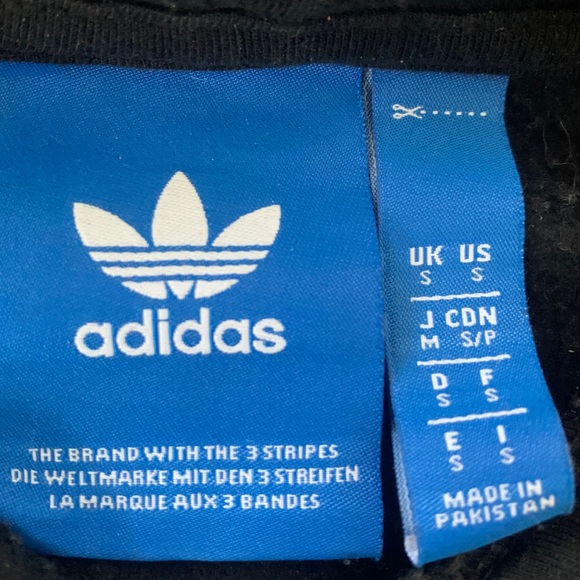 adidas
THE BRAND WITH THE 3 STRIPES
DIE WELTMARKE MIT DEN 3 STREIFEN
LA MARQUE AUX 3 BANDES
UK US
S S
J CDN
M S/P
D F
S S
E I
S S
MADE IN
PAKISTAN